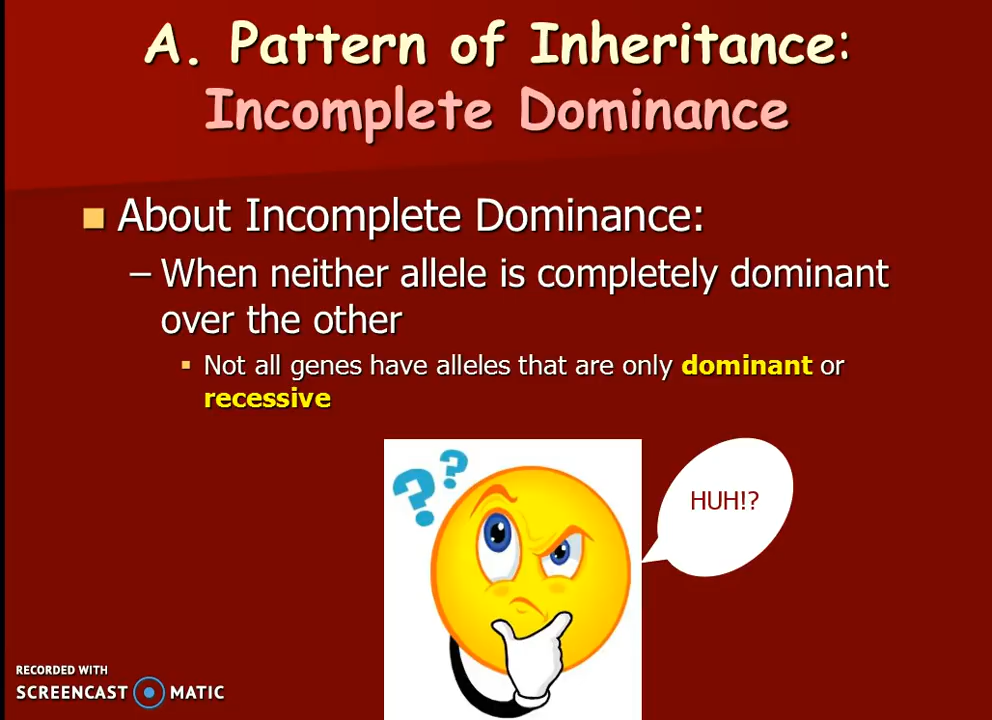 A. Pattern of Inheritance:
Incomplete Dominance
About Incomplete Dominance:
– When neither allele is completely dominant
over the other
Not all genes have alleles that are only dominant or
recessive
? ?
HUH!?
RECORDED WITH
SCREENCAST MATIC